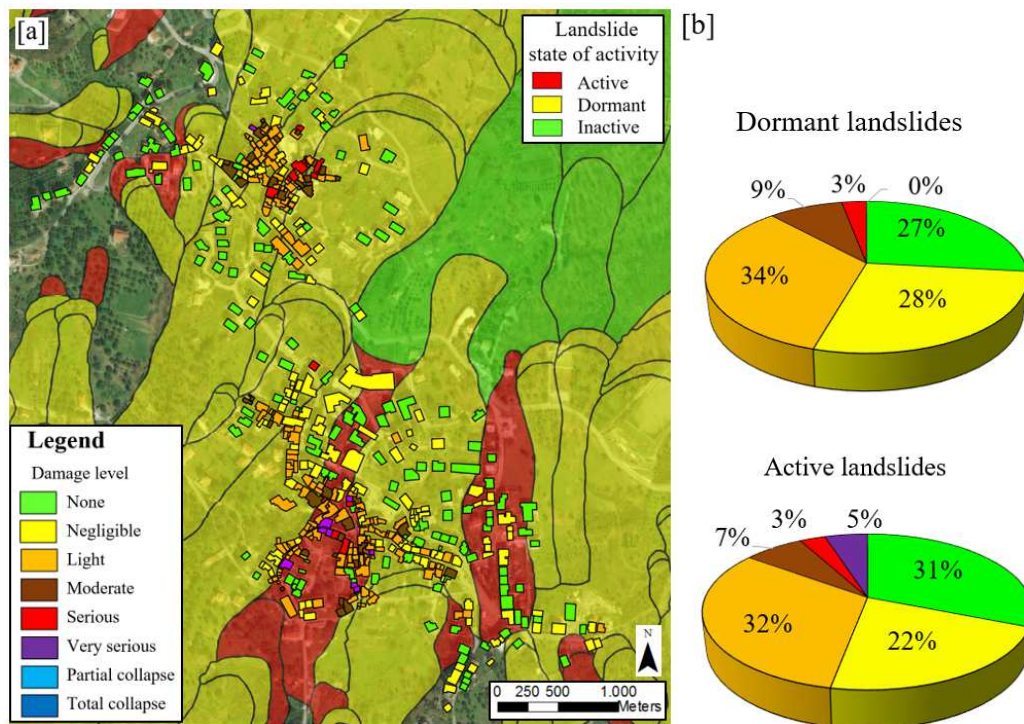 [a]
Landslide
state of activity
Active
Dormant
Inactive
Legend
Damage level
None
Negligible
Light
Moderate
Serious
Very serious
Partial collapse
Total collapse
N
0 250 500 1.000
Meters
[b]
Dormant landslides
9%
3%
0%
27%
34%
28%
Active landslides
7%
3%
5%
31%
32%
22%